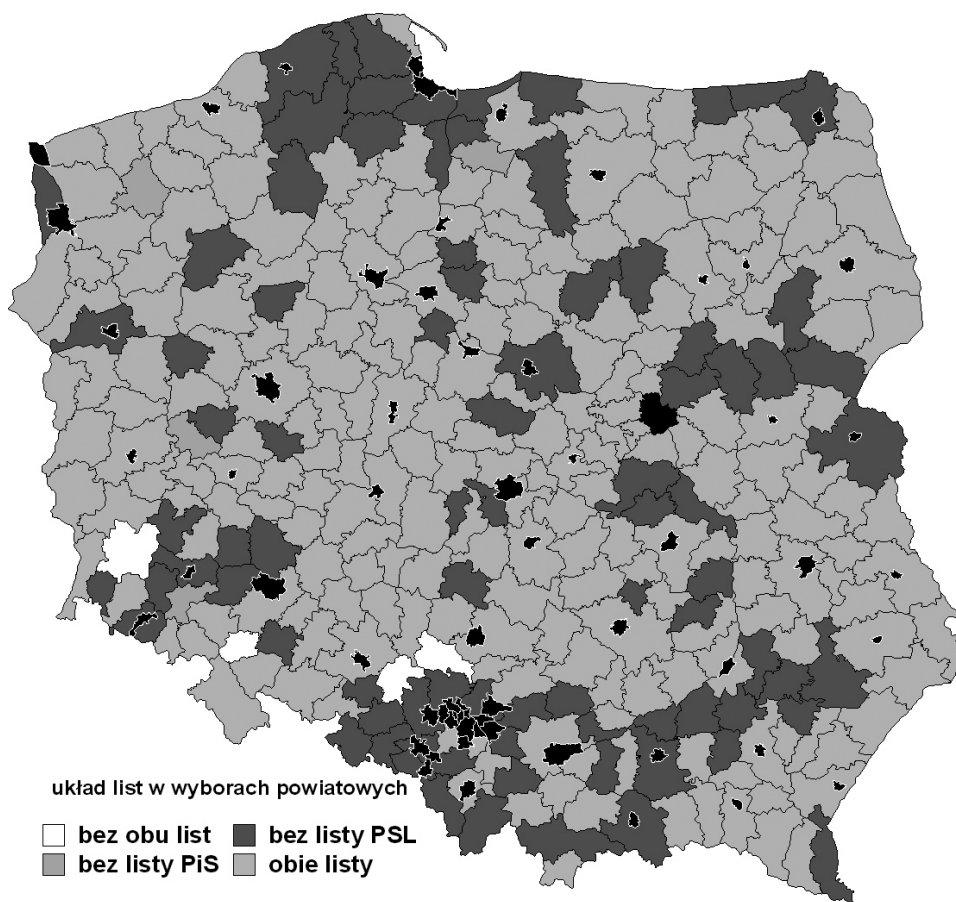 układ list w wyborach powiatowych
bez obu list bez listy PSL
bez listy PiS obie listy